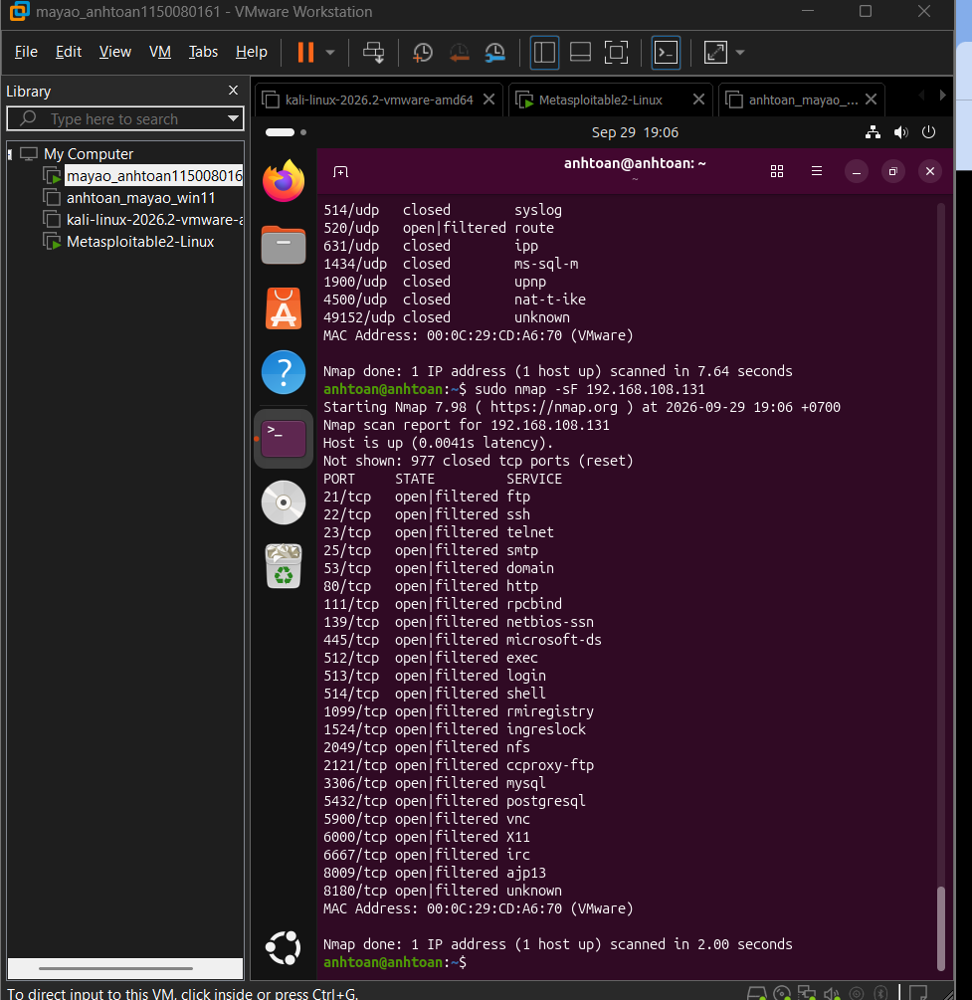 mayao_anhtoan1150080161 - VMware Workstation
File Edit View VM Tabs Help
Library
Type here to search
My Computer
mayao_anhtoan115008016
anhtoan_mayao_win11
kali-linux-2026.2-vmware-a
Metasploitable2-Linux
kali-linux-2026.2-vmware-amd64
Metasploitable2-Linux
anhtoan_mayao_...
Sep 29 19:06
anhtoan@anhtoan: ~
~
514/udp closed syslog
520/udp open|filtered route
631/udp closed ipp
1434/udp closed ms-sql-m
1900/udp closed upnp
4500/udp closed nat-t-ike
49152/udp closed unknown
MAC Address: 00:0C:29:CD:A6:70 (VMware)
Nmap done: 1 IP address (1 host up) scanned in 7.64 seconds
anhtoan@anhtoan:~$ sudo nmap -sF 192.168.108.131
Starting Nmap 7.98 ( https://nmap.org ) at 2026-09-29 19:06 +0700
Nmap scan report for 192.168.108.131
Host is up (0.0041s latency).
Not shown: 977 closed tcp ports (reset)
PORT STATE SERVICE
21/tcp open|filtered ftp
22/tcp open|filtered ssh
23/tcp open|filtered telnet
25/tcp open|filtered smtp
53/tcp open|filtered domain
80/tcp open|filtered http
111/tcp open|filtered rpcbind
139/tcp open|filtered netbios-ssn
445/tcp open|filtered microsoft-ds
512/tcp open|filtered exec
513/tcp open|filtered login
514/tcp open|filtered shell
1099/tcp open|filtered rmiregistry
1524/tcp open|filtered ingreslock
2049/tcp open|filtered nfs
2121/tcp open|filtered ccproxy-ftp
3306/tcp open|filtered mysql
5432/tcp open|filtered postgresql
5900/tcp open|filtered vnc
6000/tcp open|filtered X11
6667/tcp open|filtered irc
8009/tcp open|filtered ajp13
8180/tcp open|filtered unknown
MAC Address: 00:0C:29:CD:A6:70 (VMware)
Nmap done: 1 IP address (1 host up) scanned in 2.00 seconds
anhtoan@anhtoan:~$
To direct input to this VM, click inside or press Ctrl+G.